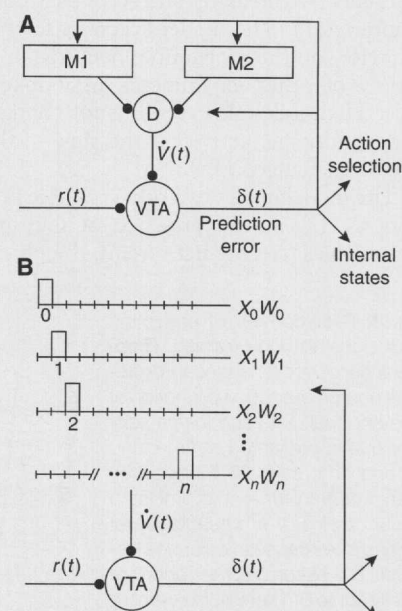 A
M1
M2
D
V̇(t)
r(t)
VTA
δ(t)
Prediction
error
Action
selection
Internal
states
B
0
X₀W₀
1
X₁W₁
2
X₂W₂
⋮
// ••• //
n
XₙWₙ
V̇(t)
r(t)
VTA
δ(t)